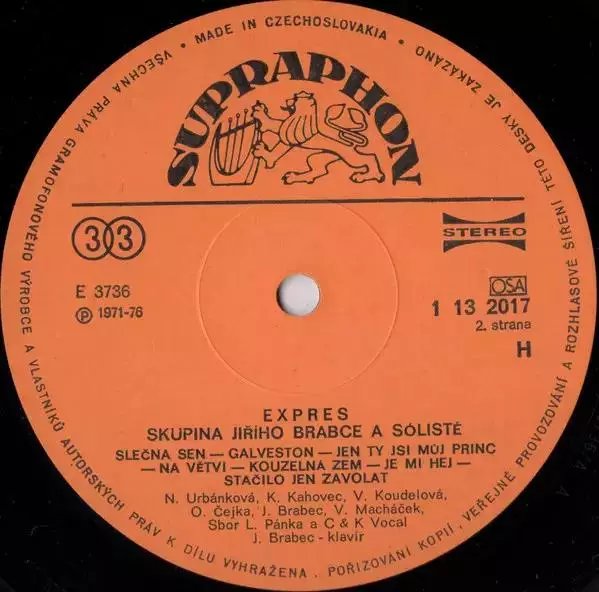 VŠECHNA PRÁVA GRAMOFONOVÉHO VÝROBCE A VLASTNÍKŮ AUTORSKÝCH PRÁV K DÍLU VYHRAŽENA. POŘIZOVÁNÍ KOPIÍ, VEŘEJNÉ PROVOZOVÁNÍ A ROZHLASOVÉ ŠÍŘENÍ TÉTO DESKY JE ZAKÁZÁNO • MADE IN CZECHOSLOVAKIA •
SUPRAPHON
33
STEREO
E 3736
Ⓟ 1971-76
OSA
1 13 2017
2. strana
H
EXPRES
SKUPINA JIŘÍHO BRABCE A SÓLISTÉ
SLEČNA SEN — GALVESTON — JEN TY JSI MŮJ PRINC
— NA VĚTVI — KOUZELNÁ ZEM — JE MI HEJ —
STAČILO JEN ZAVOLAT
N. Urbánková, K. Kahovec, V. Koudelová,
O. Čejka, J. Brabec, V. Macháček,
Sbor L. Pánka a C & K Vocal
J. Brabec - klavír